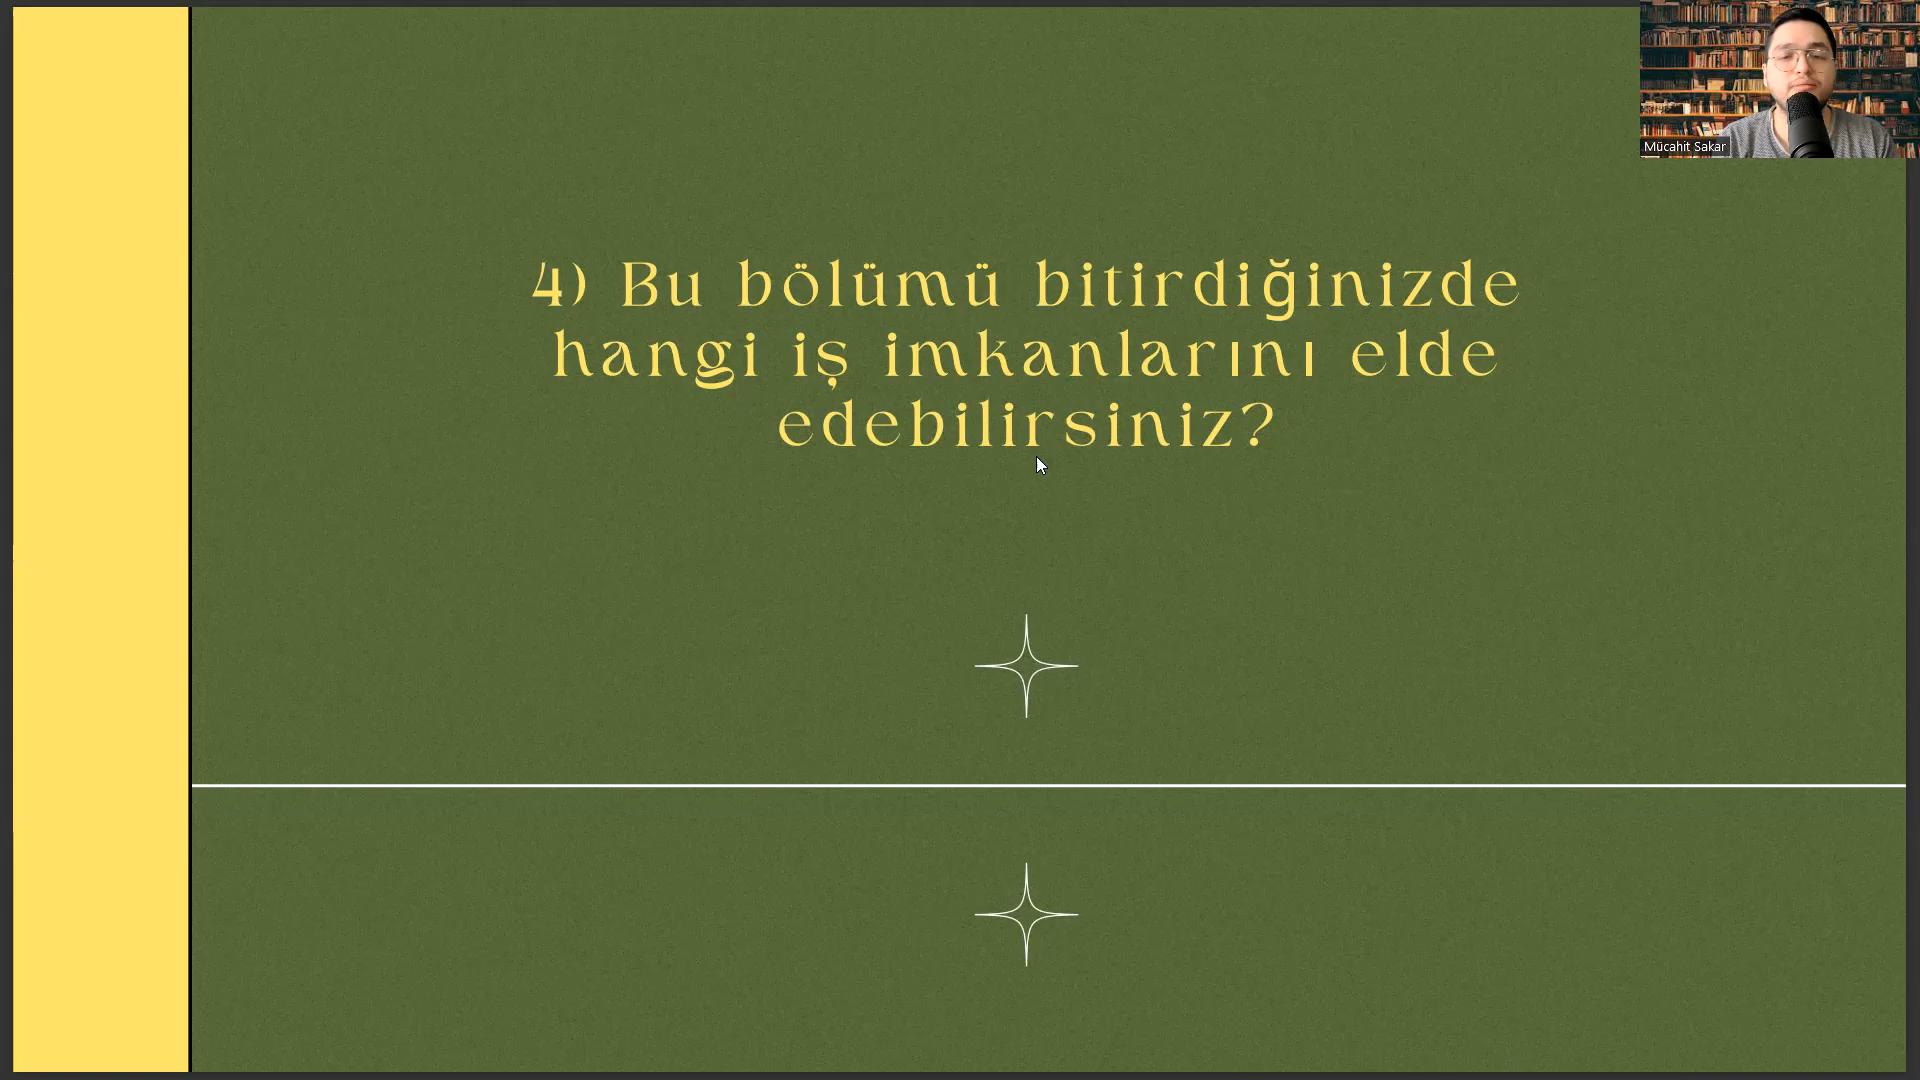 4) Bu bölümü bitirdiğinizde
hangi iş imkanlarını elde
edebilirsiniz?
Mücahit Sakar